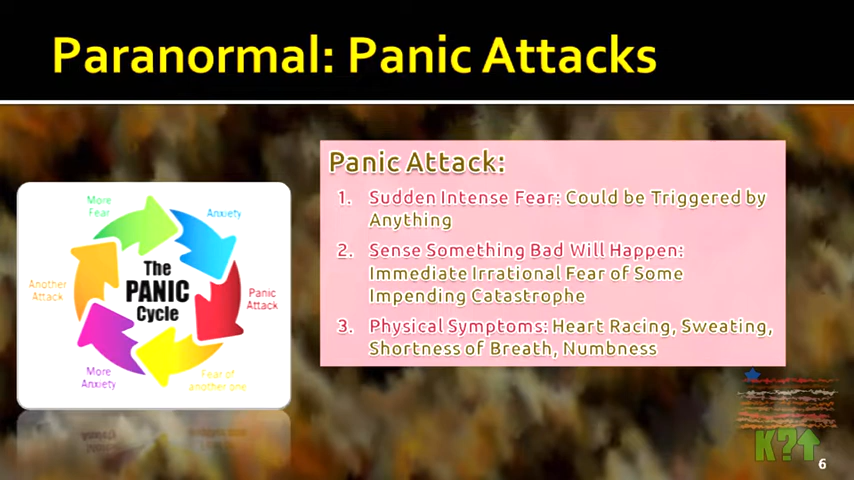 Paranormal: Panic Attacks
More
Fear
Anxiety
Another
Attack
The
PANIC
Cycle
Panic
Attack
More
Anxiety
Fear of
another one
Panic Attack:
1. Sudden Intense Fear: Could be Triggered by
Anything
2. Sense Something Bad Will Happen:
Immediate Irrational Fear of Some
Impending Catastrophe
3. Physical Symptoms: Heart Racing, Sweating,
Shortness of Breath, Numbness
K?
6